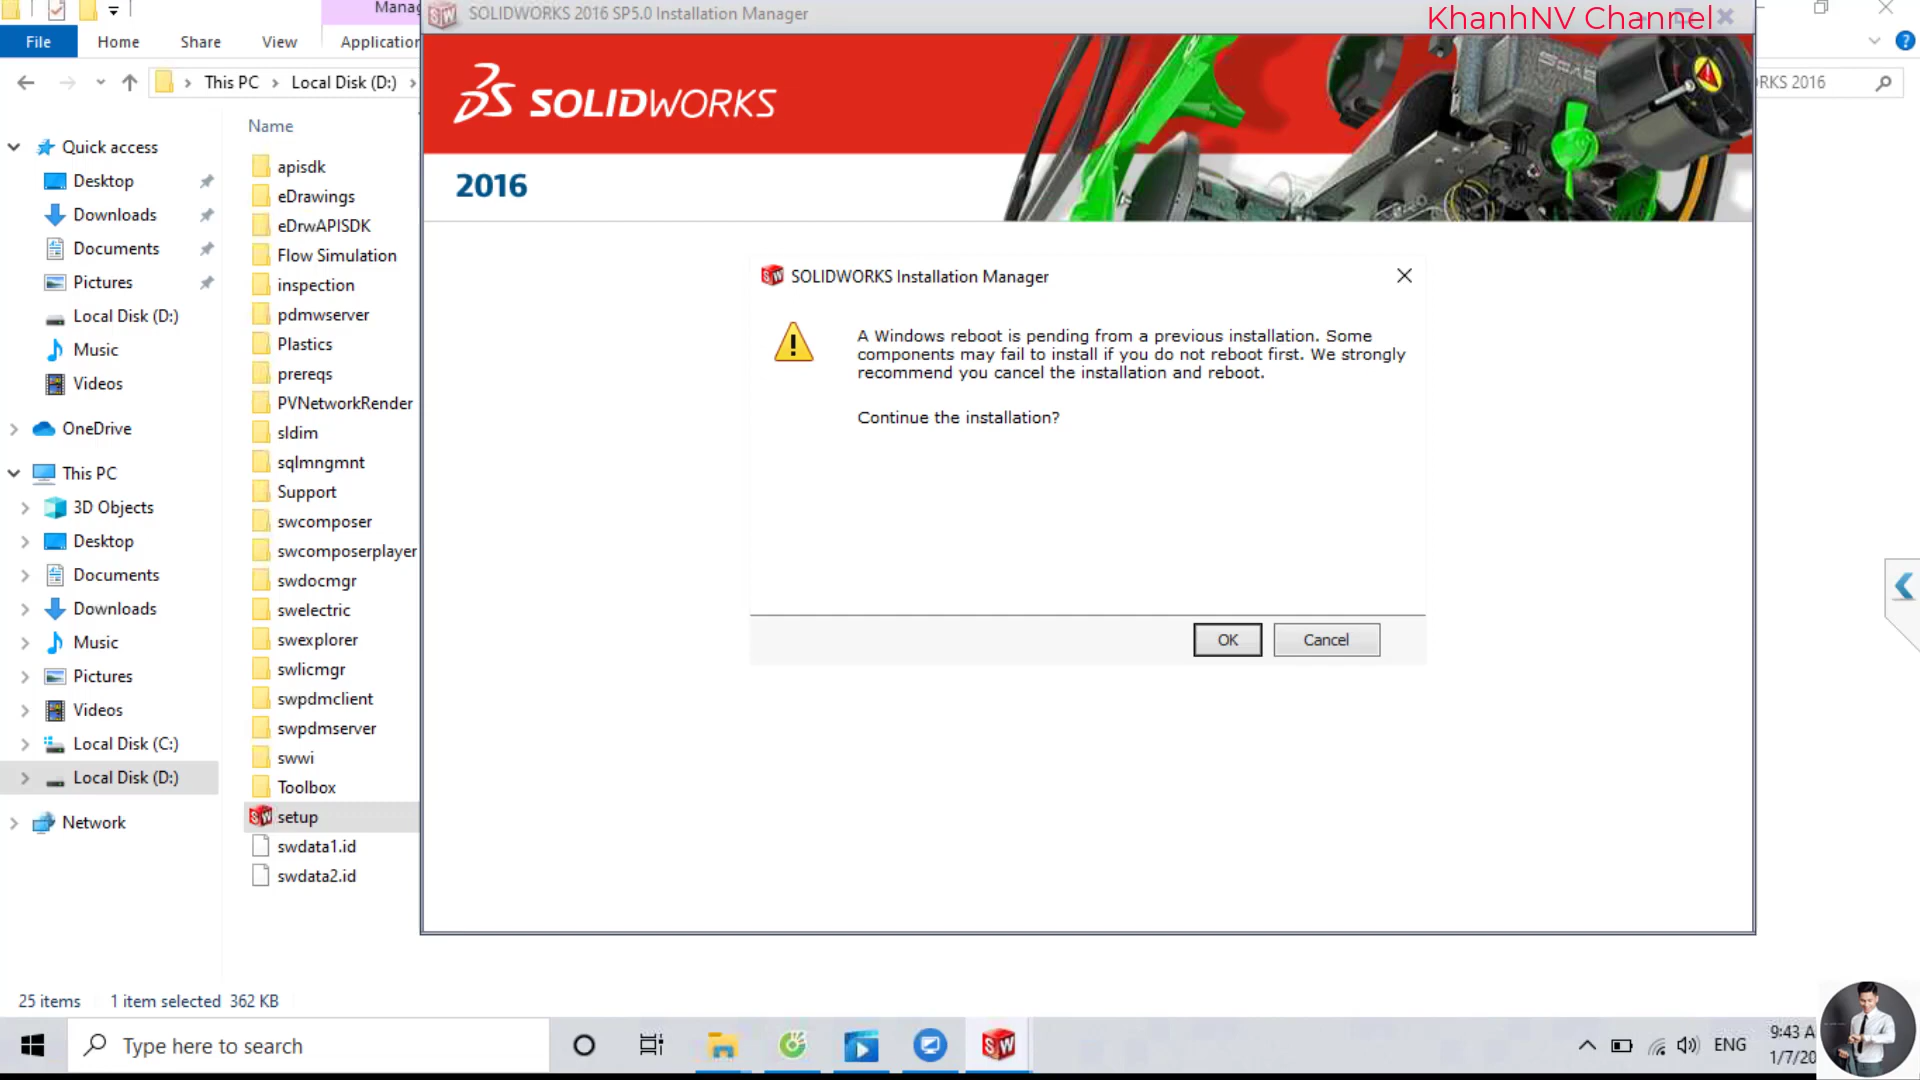 Manag
SOLIDWORKS 2016 SP5.0 Installation Manager
KhanhNV Channel
File
Home
Share
View
Application
This PC
Local Disk (D:)
RKS 2016
SOLIDWORKS
2016
Name
Quick access
Desktop
Downloads
Documents
Pictures
Local Disk (D:)
Music
Videos
OneDrive
This PC
3D Objects
Desktop
Documents
Downloads
Music
Pictures
Videos
Local Disk (C:)
Local Disk (D:)
Network
apisdk
eDrawings
eDrwAPISDK
Flow Simulation
inspection
pdmwserver
Plastics
prereqs
PVNetworkRender
sldim
sqlmngmnt
Support
swcomposer
swcomposerplayer
swdocmgr
swelectric
swexplorer
swlicmgr
swpdmclient
swpdmserver
swwi
Toolbox
setup
swdata1.id
swdata2.id
SOLIDWORKS Installation Manager
A Windows reboot is pending from a previous installation. Some
components may fail to install if you do not reboot first. We strongly
recommend you cancel the installation and reboot.
Continue the installation?
OK
Cancel
25 items
1 item selected 362 KB
Type here to search
ENG
9:43 A
1/7/20